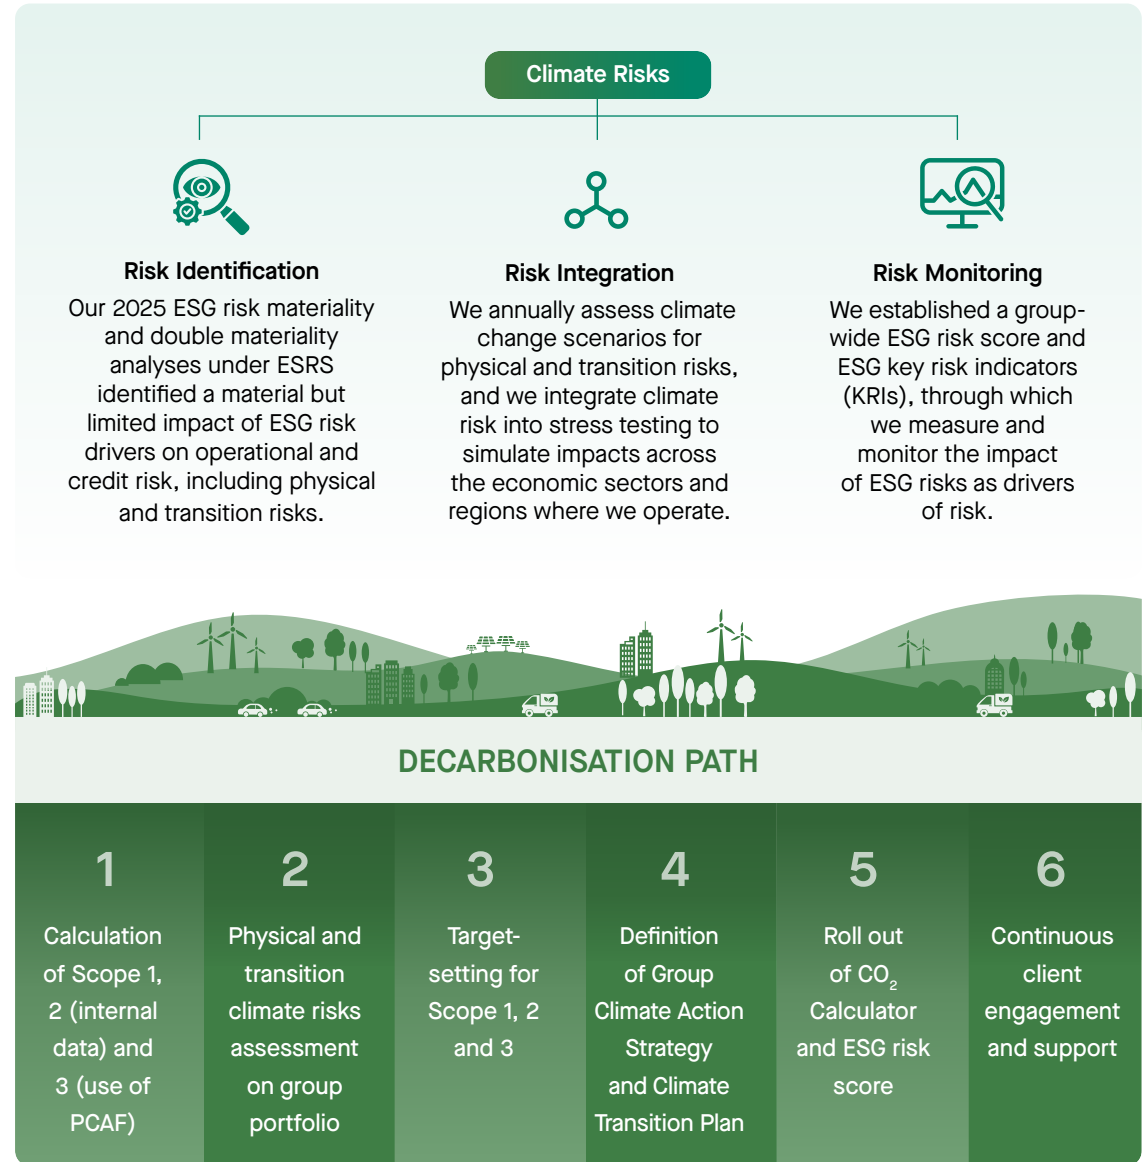 Climate Risks
Risk Identification
Our 2025 ESG risk materiality
and double materiality
analyses under ESRS
identified a material but
limited impact of ESG risk
drivers on operational and
credit risk, including physical
and transition risks.
Risk Integration
We annually assess climate
change scenarios for
physical and transition risks,
and we integrate climate
risk into stress testing to
simulate impacts across
the economic sectors and
regions where we operate.
Risk Monitoring
We established a group-
wide ESG risk score and
ESG key risk indicators
(KRIs), through which
we measure and
monitor the impact
of ESG risks as drivers
of risk.
DECARBONISATION PATH
1
Calculation
of Scope 1,
2 (internal
data) and
3 (use of
PCAF)
2
Physical and
transition
climate risks
assessment
on group
portfolio
3
Target-
setting for
Scope 1, 2
and 3
4
Definition
of Group
Climate Action
Strategy
and Climate
Transition Plan
5
Roll out
of CO₂
Calculator
and ESG risk
score
6
Continuous
client
engagement
and support